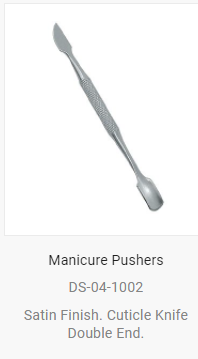 Manicure Pushers
DS-04-1002
Satin Finish. Cuticle Knife
Double End.